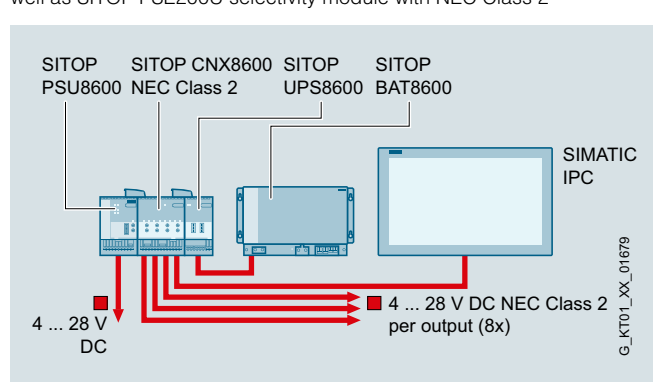 well as SITOP PSE200U selectivity module with NEC Class 2
SITOP
PSU8600
SITOP CNX8600
NEC Class 2
SITOP
UPS8600
SITOP
BAT8600
SIMATIC
IPC
4 ... 28 V
DC
4 ... 28 V DC NEC Class 2
per output (8x)
G_KT01_XX_01679